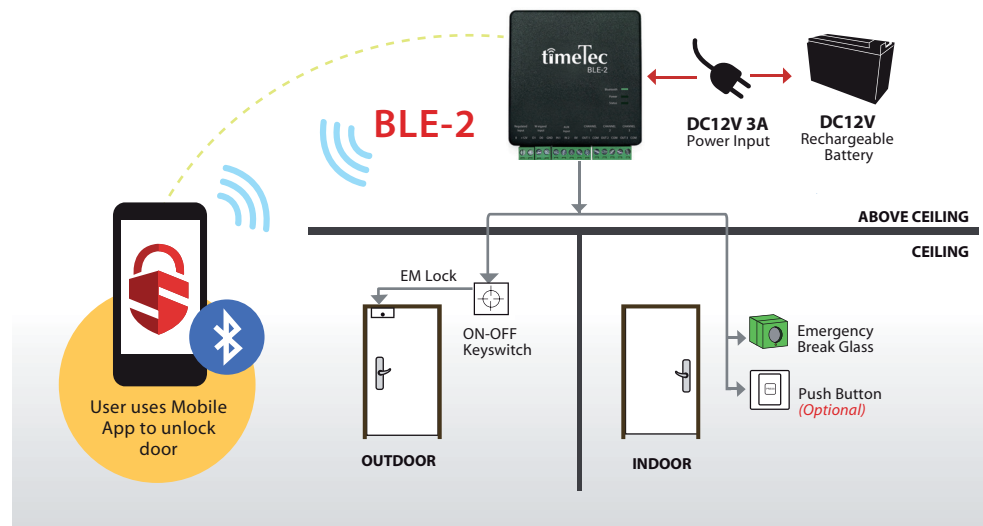 timeTec
BLE-2
BLE-2
DC12V 3A
Power Input
DC12V
Rechargeable
Battery
ABOVE CEILING
CEILING
EM Lock
ON-OFF
Keyswitch
Emergency
Break Glass
Push Button
(Optional)
User uses Mobile
App to unlock
door
OUTDOOR
INDOOR